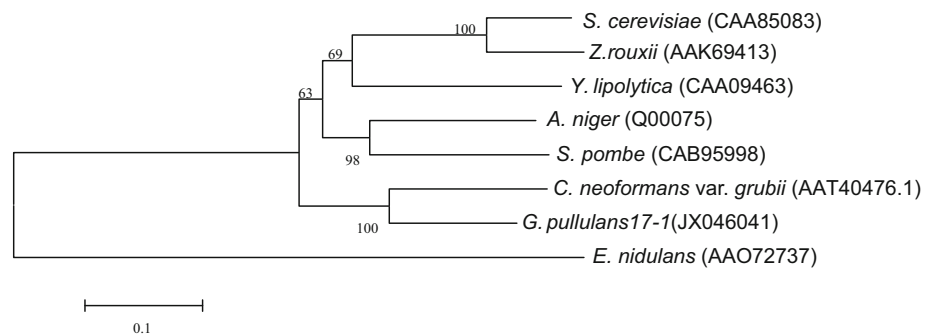 100
S. cerevisiae (CAA85083)
Z.rouxii (AAK69413)
69
Y. lipolytica (CAA09463)
63
A. niger (Q00075)
98
S. pombe (CAB95998)
C. neoformans var. grubii (AAT40476.1)
100
G. pullulans17-1(JX046041)
E. nidulans (AAO72737)
0.1